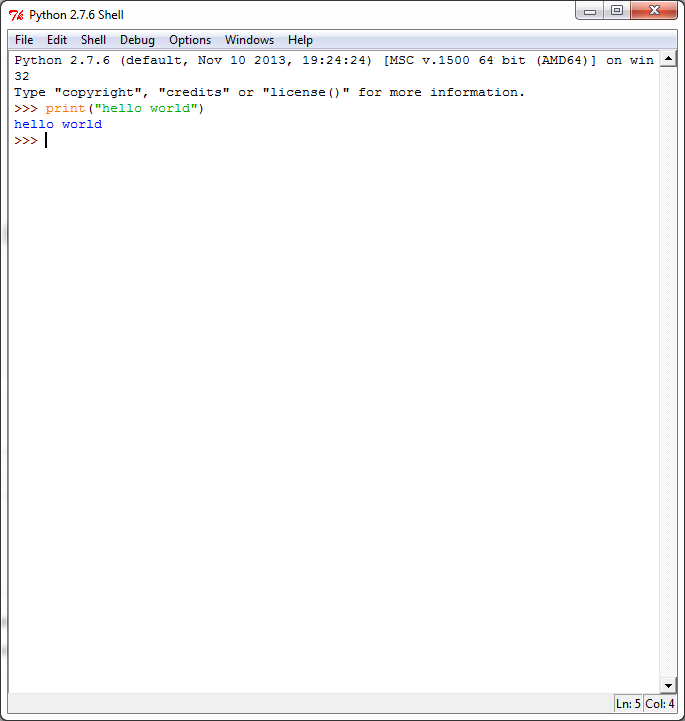 Python 2.7.6 Shell
File Edit Shell Debug Options Windows Help
Python 2.7.6 (default, Nov 10 2013, 19:24:24) [MSC v.1500 64 bit (AMD64)] on win
32
Type "copyright", "credits" or "license()" for more information.
>>> print("hello world")
hello world
>>>
Ln: 5 Col: 4